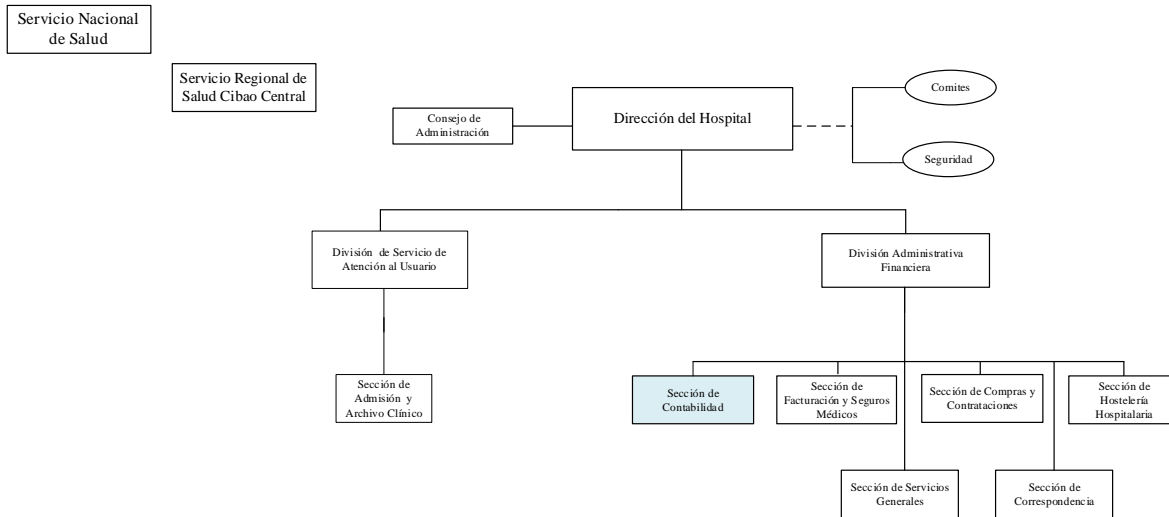 Servicio Nacional
de Salud
Servicio Regional de
Salud Cibao Central
Consejo de
Administración
Dirección del Hospital
Comites
Seguridad
División de Servicio de
Atención al Usuario
División Administrativa
Financiera
Sección de
Admisión y
Archivo Clínico
Sección de
Contabilidad
Sección de
Facturación y Seguros
Médicos
Sección de Compras y
Contrataciones
Sección de
Hostelería
Hospitalaria
Sección de Servicios
Generales
Sección de
Correspondencia